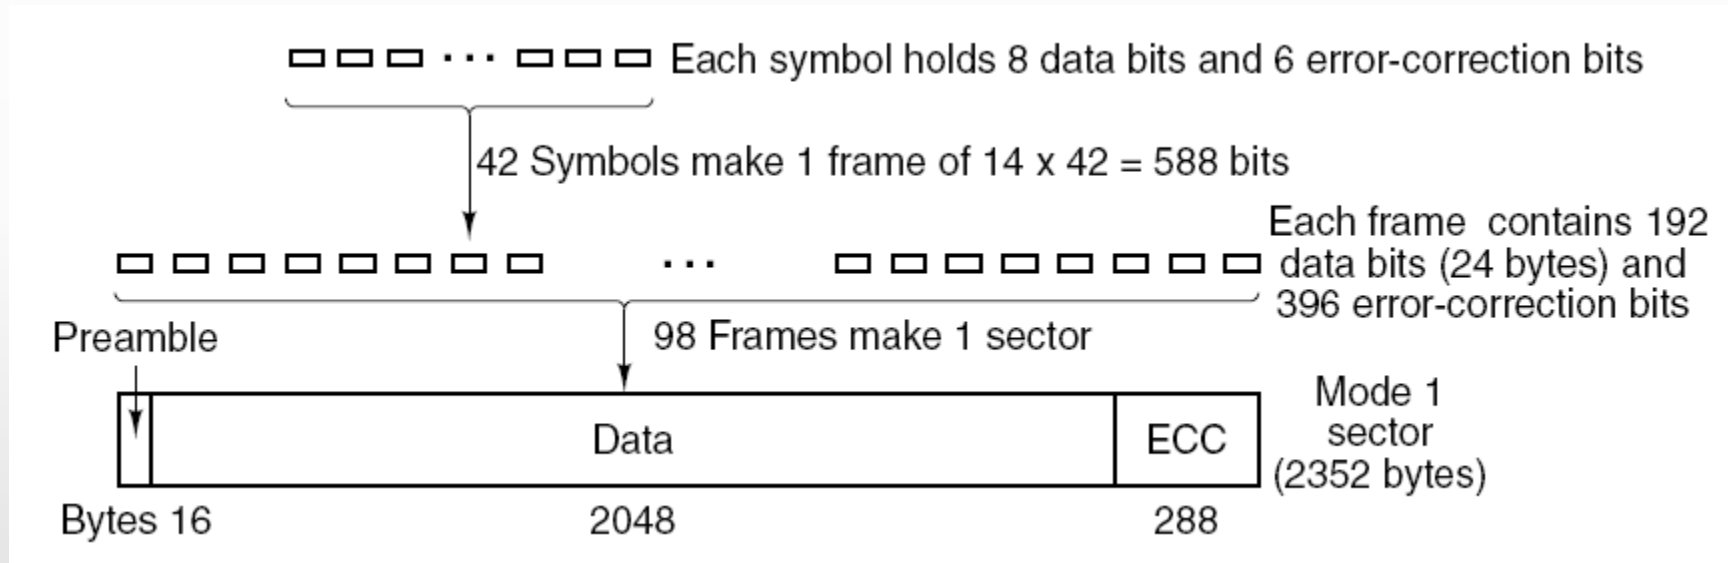 Each symbol holds 8 data bits and 6 error-correction bits
42 Symbols make 1 frame of 14 x 42 = 588 bits
Each frame contains 192
data bits (24 bytes) and
396 error-correction bits
Preamble
98 Frames make 1 sector
Mode 1
sector
(2352 bytes)
Data
ECC
Bytes 16
2048
288